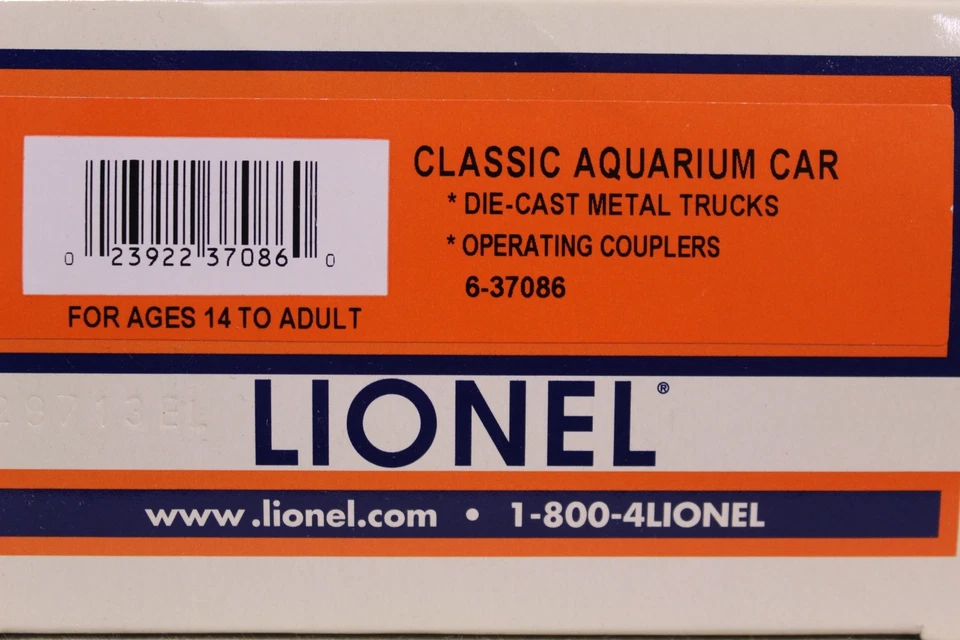 CLASSIC AQUARIUM CAR
* DIE-CAST METAL TRUCKS
* OPERATING COUPLERS
6-37086
0 23922 37086 0
FOR AGES 14 TO ADULT
LIONEL®
www.lionel.com • 1-800-4LIONEL